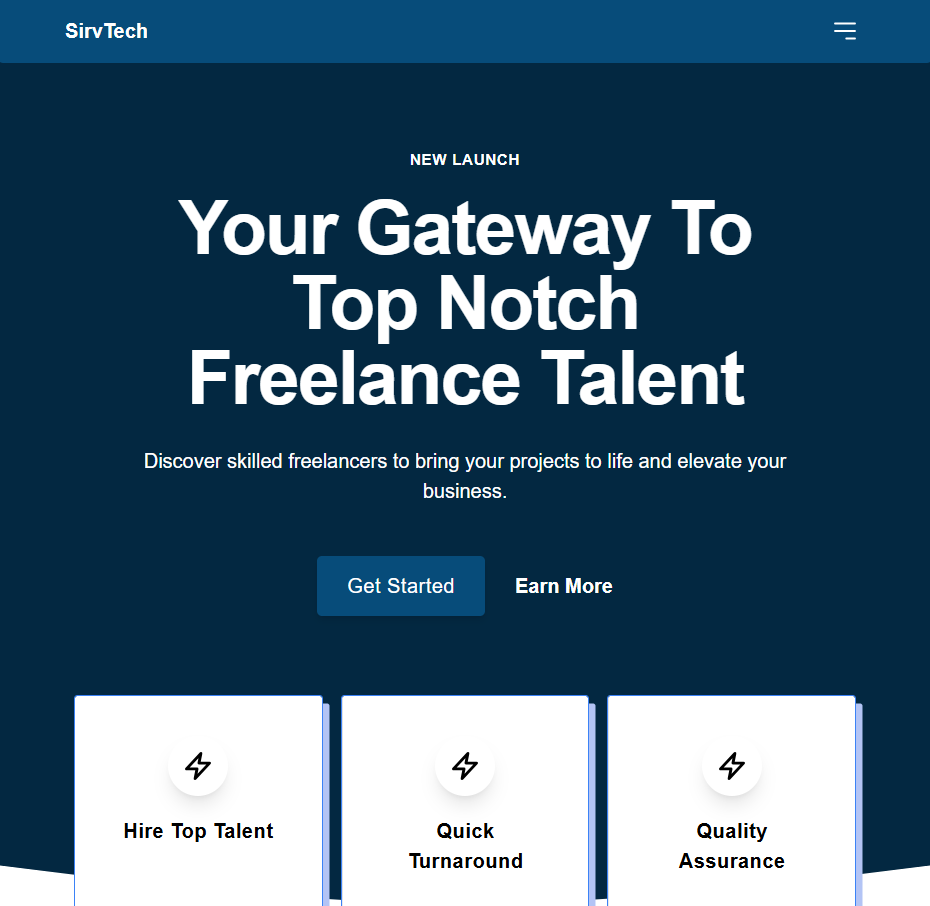 SirvTech
NEW LAUNCH
Your Gateway To
Top Notch
Freelance Talent
Discover skilled freelancers to bring your projects to life and elevate your
business.
Get Started
Earn More
Hire Top Talent
Quick
Turnaround
Quality
Assurance